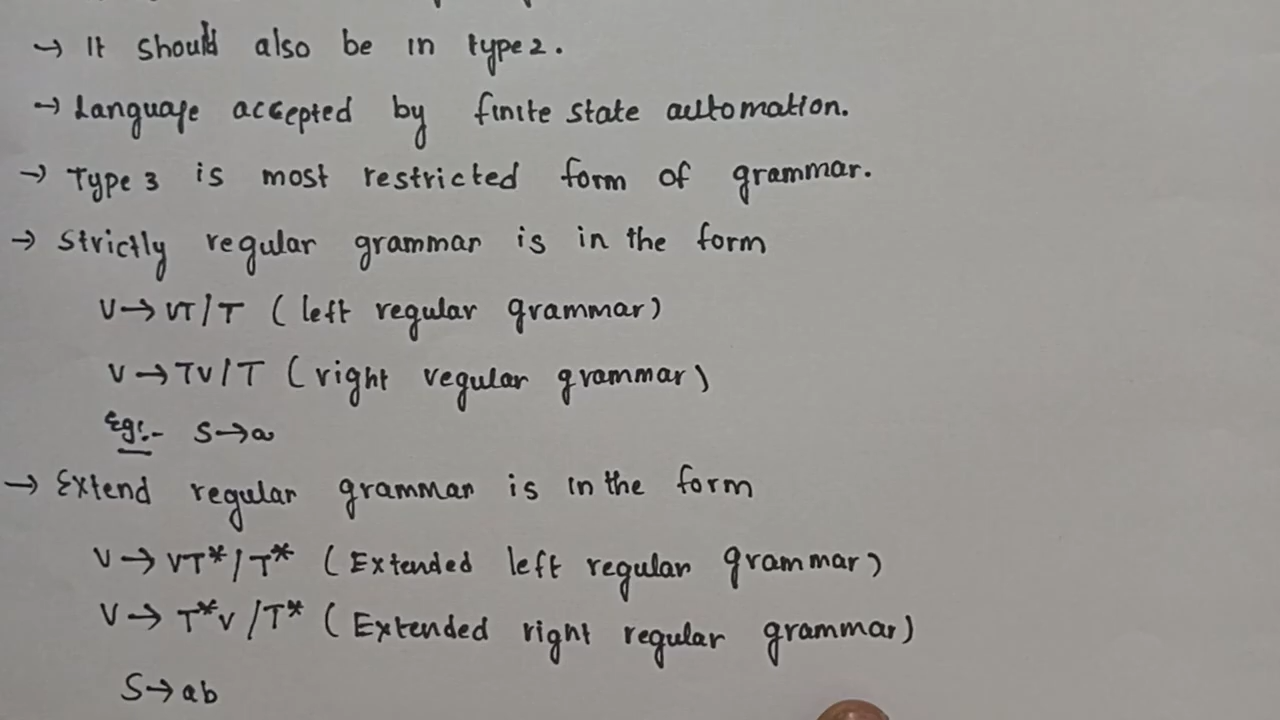 → It should also be in type 2.
→ Language accepted by finite state automation.
→ Type 3 is most restricted form of grammar.
→ Strictly regular grammar is in the form
V → VT/T (left regular grammar)
V → TV/T (right regular grammar)
Eg:- S → a
→ Extend regular grammar is in the form
V → VT*/T* (Extended left regular grammar)
V → T*V/T* (Extended right regular grammar)
S → ab